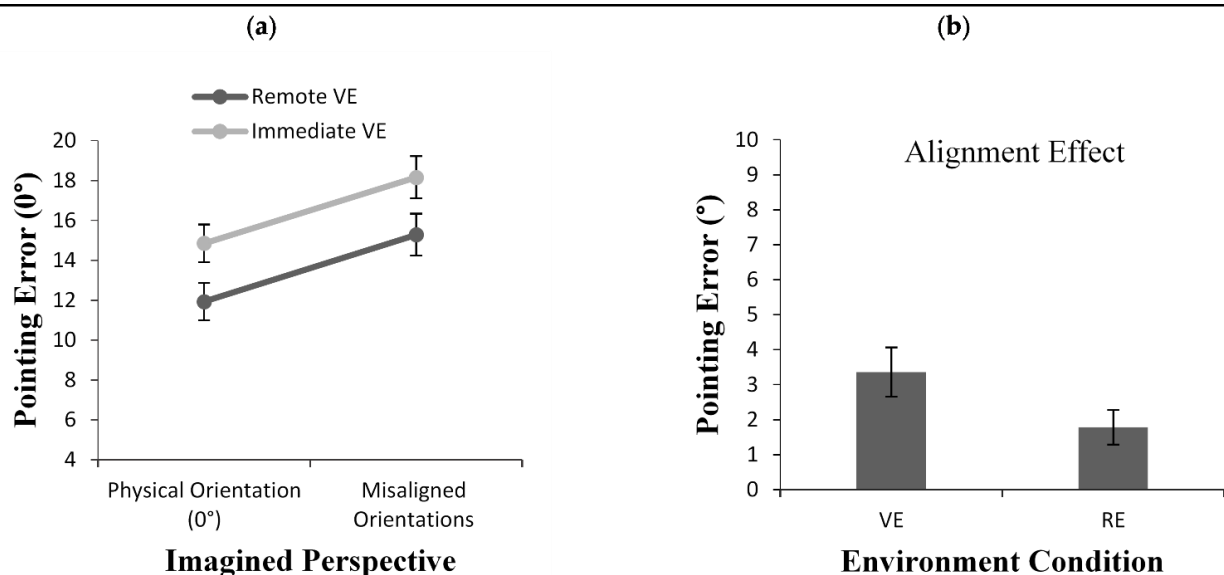 (a)
Remote VE
Immediate VE
20
18
16
14
12
10
8
6
4
Pointing Error (0°)
Physical Orientation
(0°)
Misaligned
Orientations
Imagined Perspective
(b)
Alignment Effect
10
9
8
7
6
5
4
3
2
1
0
Pointing Error (°)
VE
RE
Environment Condition